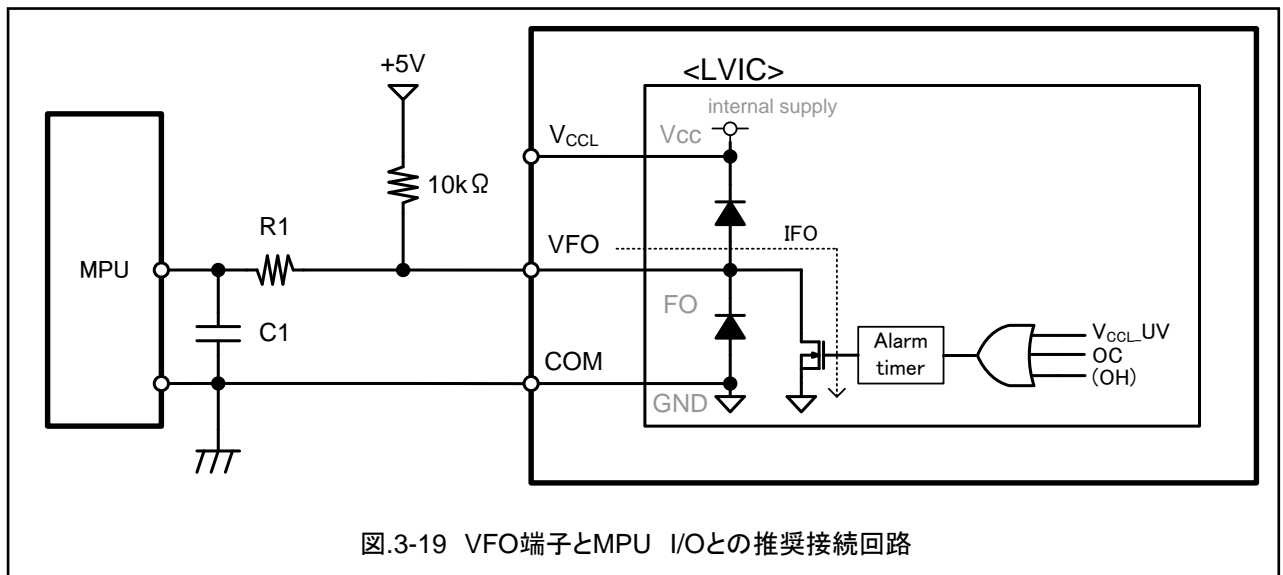 +5V
<LVIC>
internal supply
VCCL
Vcc
10kΩ
R1
VFO
IFO
MPU
FO
C1
Alarm
timer
VCCL_UV
OC
(OH)
COM
GND
図.3-19 VFO端子とMPU I/Oとの推奨接続回路